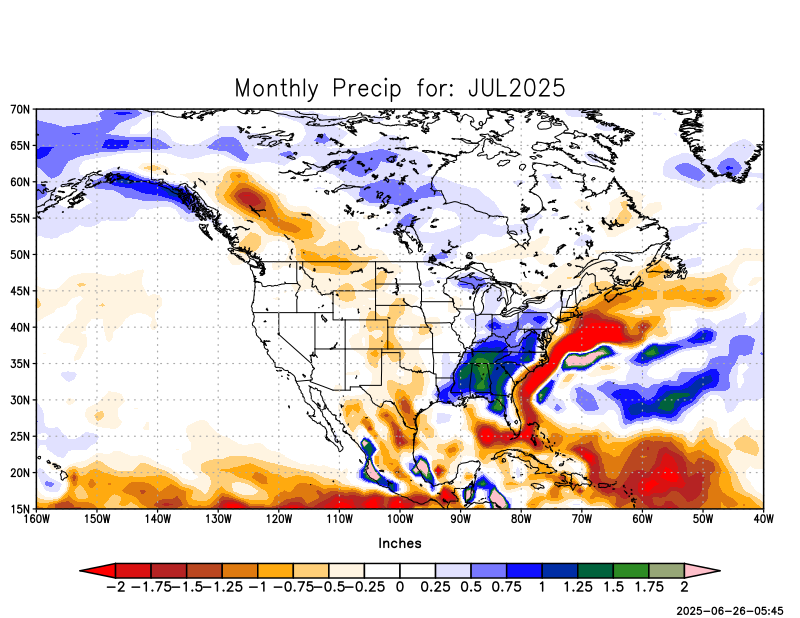 Monthly Precip for: JUL2025
70N
65N
60N
55N
50N
45N
40N
35N
30N
25N
20N
15N
160W 150W 140W 130W 120W 110W 100W 90W 80W 70W 60W 50W 40W
Inches
−2 −1.75 −1.5 −1.25 −1 −0.75 −0.5 −0.25 0 0.25 0.5 0.75 1 1.25 1.5 1.75 2
2025−06−26−05:45